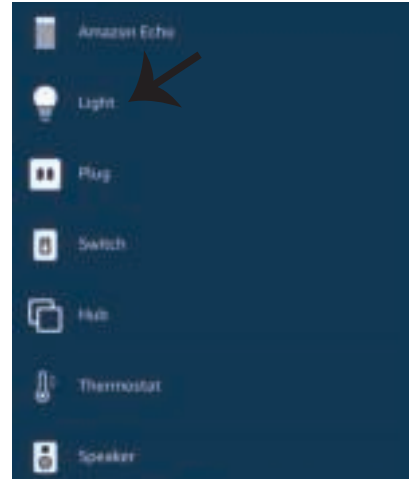 Amazon Echo
Light
Plug
Switch
Hub
Thermostat
Speaker